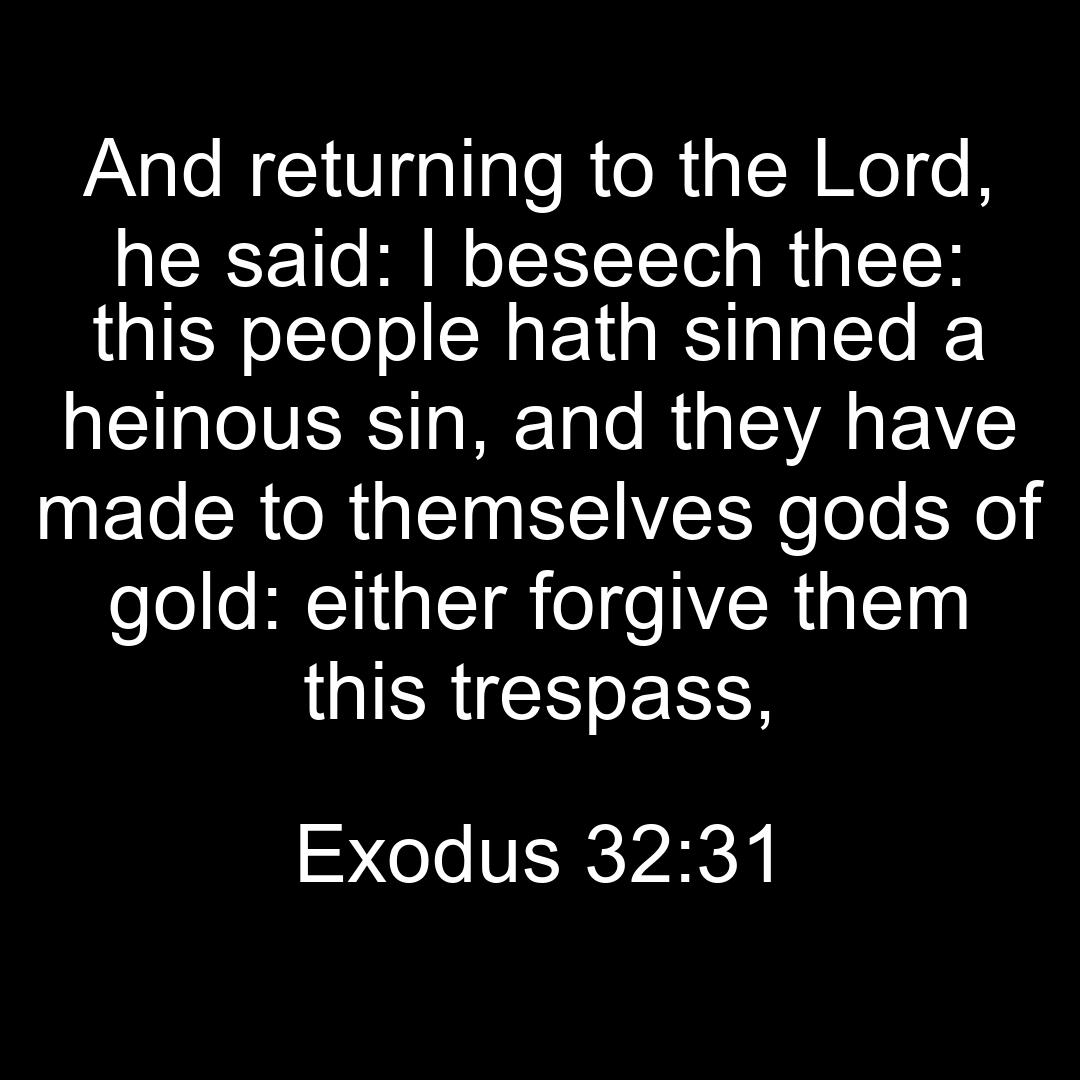 And returning to the Lord,
he said: I beseech thee:
this people hath sinned a
heinous sin, and they have
made to themselves gods of
gold: either forgive them
this trespass,
Exodus 32:31